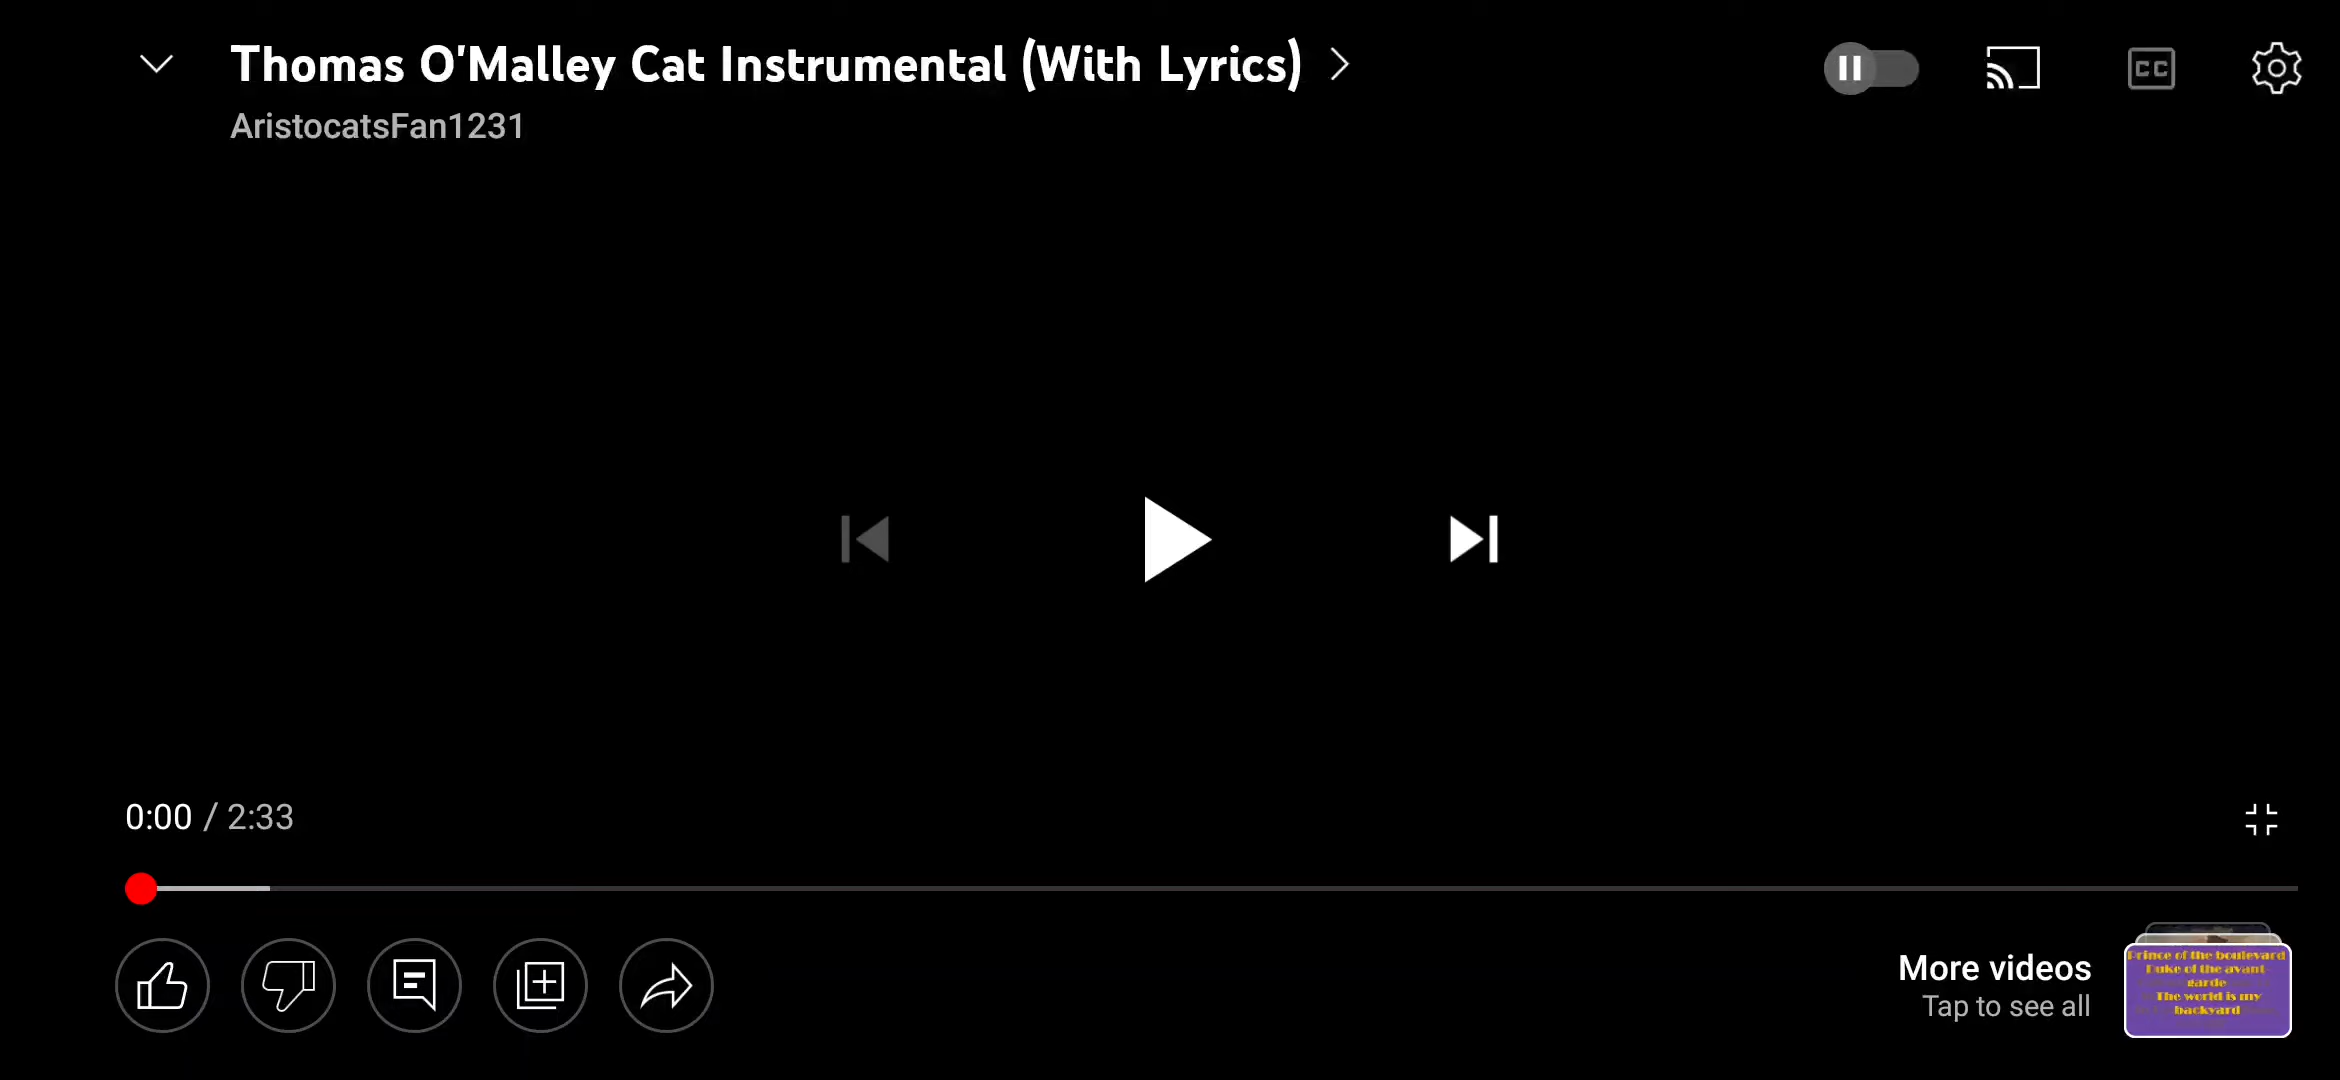 Thomas O'Malley Cat Instrumental (With Lyrics)
AristocatsFan1231
CC
0:00 / 2:33
More videos
Tap to see all
Prince of the boulevard
Duke of the avant
garde
The world is my
backyard